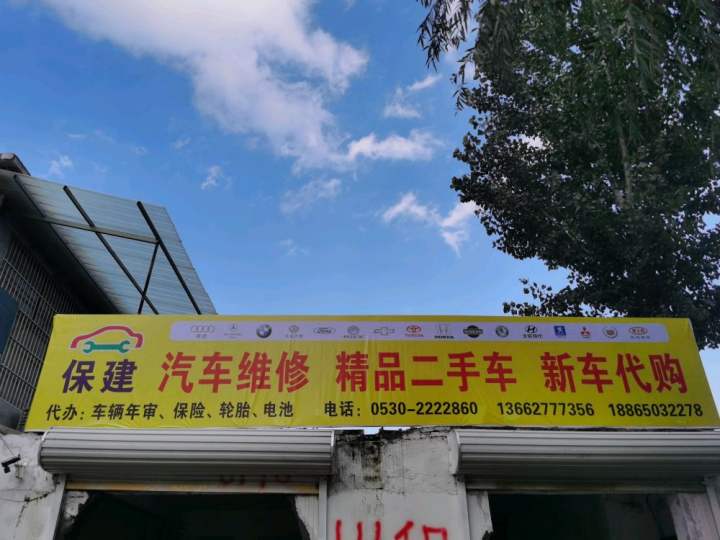 保建 汽车维修 精品二手车 新车代购
代办：车辆年审、保险、轮胎、电池 电话：0530-2222860 13662777356 18865032278